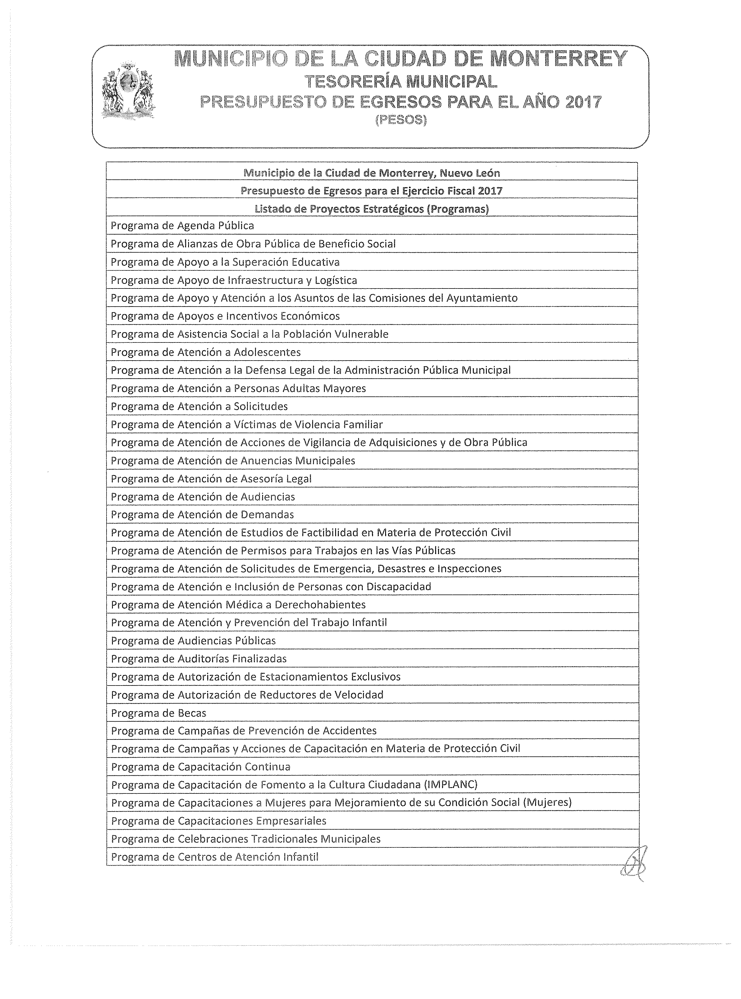 MUNICIPIO DE LA CIUDAD DE MONTERREY
TESORERÍA MUNICIPAL
PRESUPUESTO DE EGRESOS PARA EL AÑO 2017
(PESOS)
Municipio de la Ciudad de Monterrey, Nuevo León
Presupuesto de Egresos para el Ejercicio Fiscal 2017
Listado de Proyectos Estratégicos (Programas)
Programa de Agenda Pública
Programa de Alianzas de Obra Pública de Beneficio Social
Programa de Apoyo a la Superación Educativa
Programa de Apoyo de Infraestructura y Logística
Programa de Apoyo y Atención a los Asuntos de las Comisiones del Ayuntamiento
Programa de Apoyos e Incentivos Económicos
Programa de Asistencia Social a la Población Vulnerable
Programa de Atención a Adolescentes
Programa de Atención a la Defensa Legal de la Administración Pública Municipal
Programa de Atención a Personas Adultas Mayores
Programa de Atención a Solicitudes
Programa de Atención a Víctimas de Violencia Familiar
Programa de Atención de Acciones de Vigilancia de Adquisiciones y de Obra Pública
Programa de Atención de Anuencias Municipales
Programa de Atención de Asesoría Legal
Programa de Atención de Audiencias
Programa de Atención de Demandas
Programa de Atención de Estudios de Factibilidad en Materia de Protección Civil
Programa de Atención de Permisos para Trabajos en las Vías Públicas
Programa de Atención de Solicitudes de Emergencia, Desastres e Inspecciones
Programa de Atención e Inclusión de Personas con Discapacidad
Programa de Atención Médica a Derechohabientes
Programa de Atención y Prevención del Trabajo Infantil
Programa de Audiencias Públicas
Programa de Auditorías Finalizadas
Programa de Autorización de Estacionamientos Exclusivos
Programa de Autorización de Reductores de Velocidad
Programa de Becas
Programa de Campañas de Prevención de Accidentes
Programa de Campañas y Acciones de Capacitación en Materia de Protección Civil
Programa de Capacitación Continua
Programa de Capacitación de Fomento a la Cultura Ciudadana (IMPLANC)
Programa de Capacitaciones a Mujeres para Mejoramiento de su Condición Social (Mujeres)
Programa de Capacitaciones Empresariales
Programa de Celebraciones Tradicionales Municipales
Programa de Centros de Atención Infantil